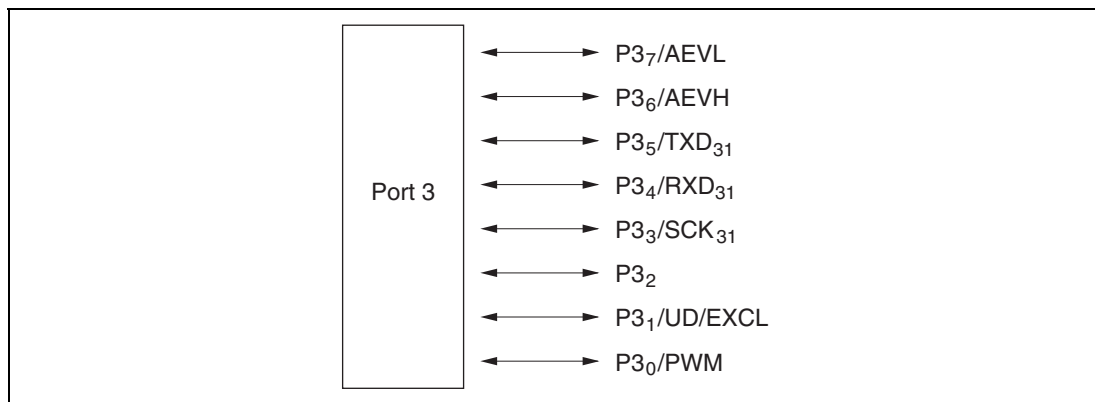 Port 3
P3₇/AEVL
P3₆/AEVH
P3₅/TXD₃₁
P3₄/RXD₃₁
P3₃/SCK₃₁
P3₂
P3₁/UD/EXCL
P3₀/PWM